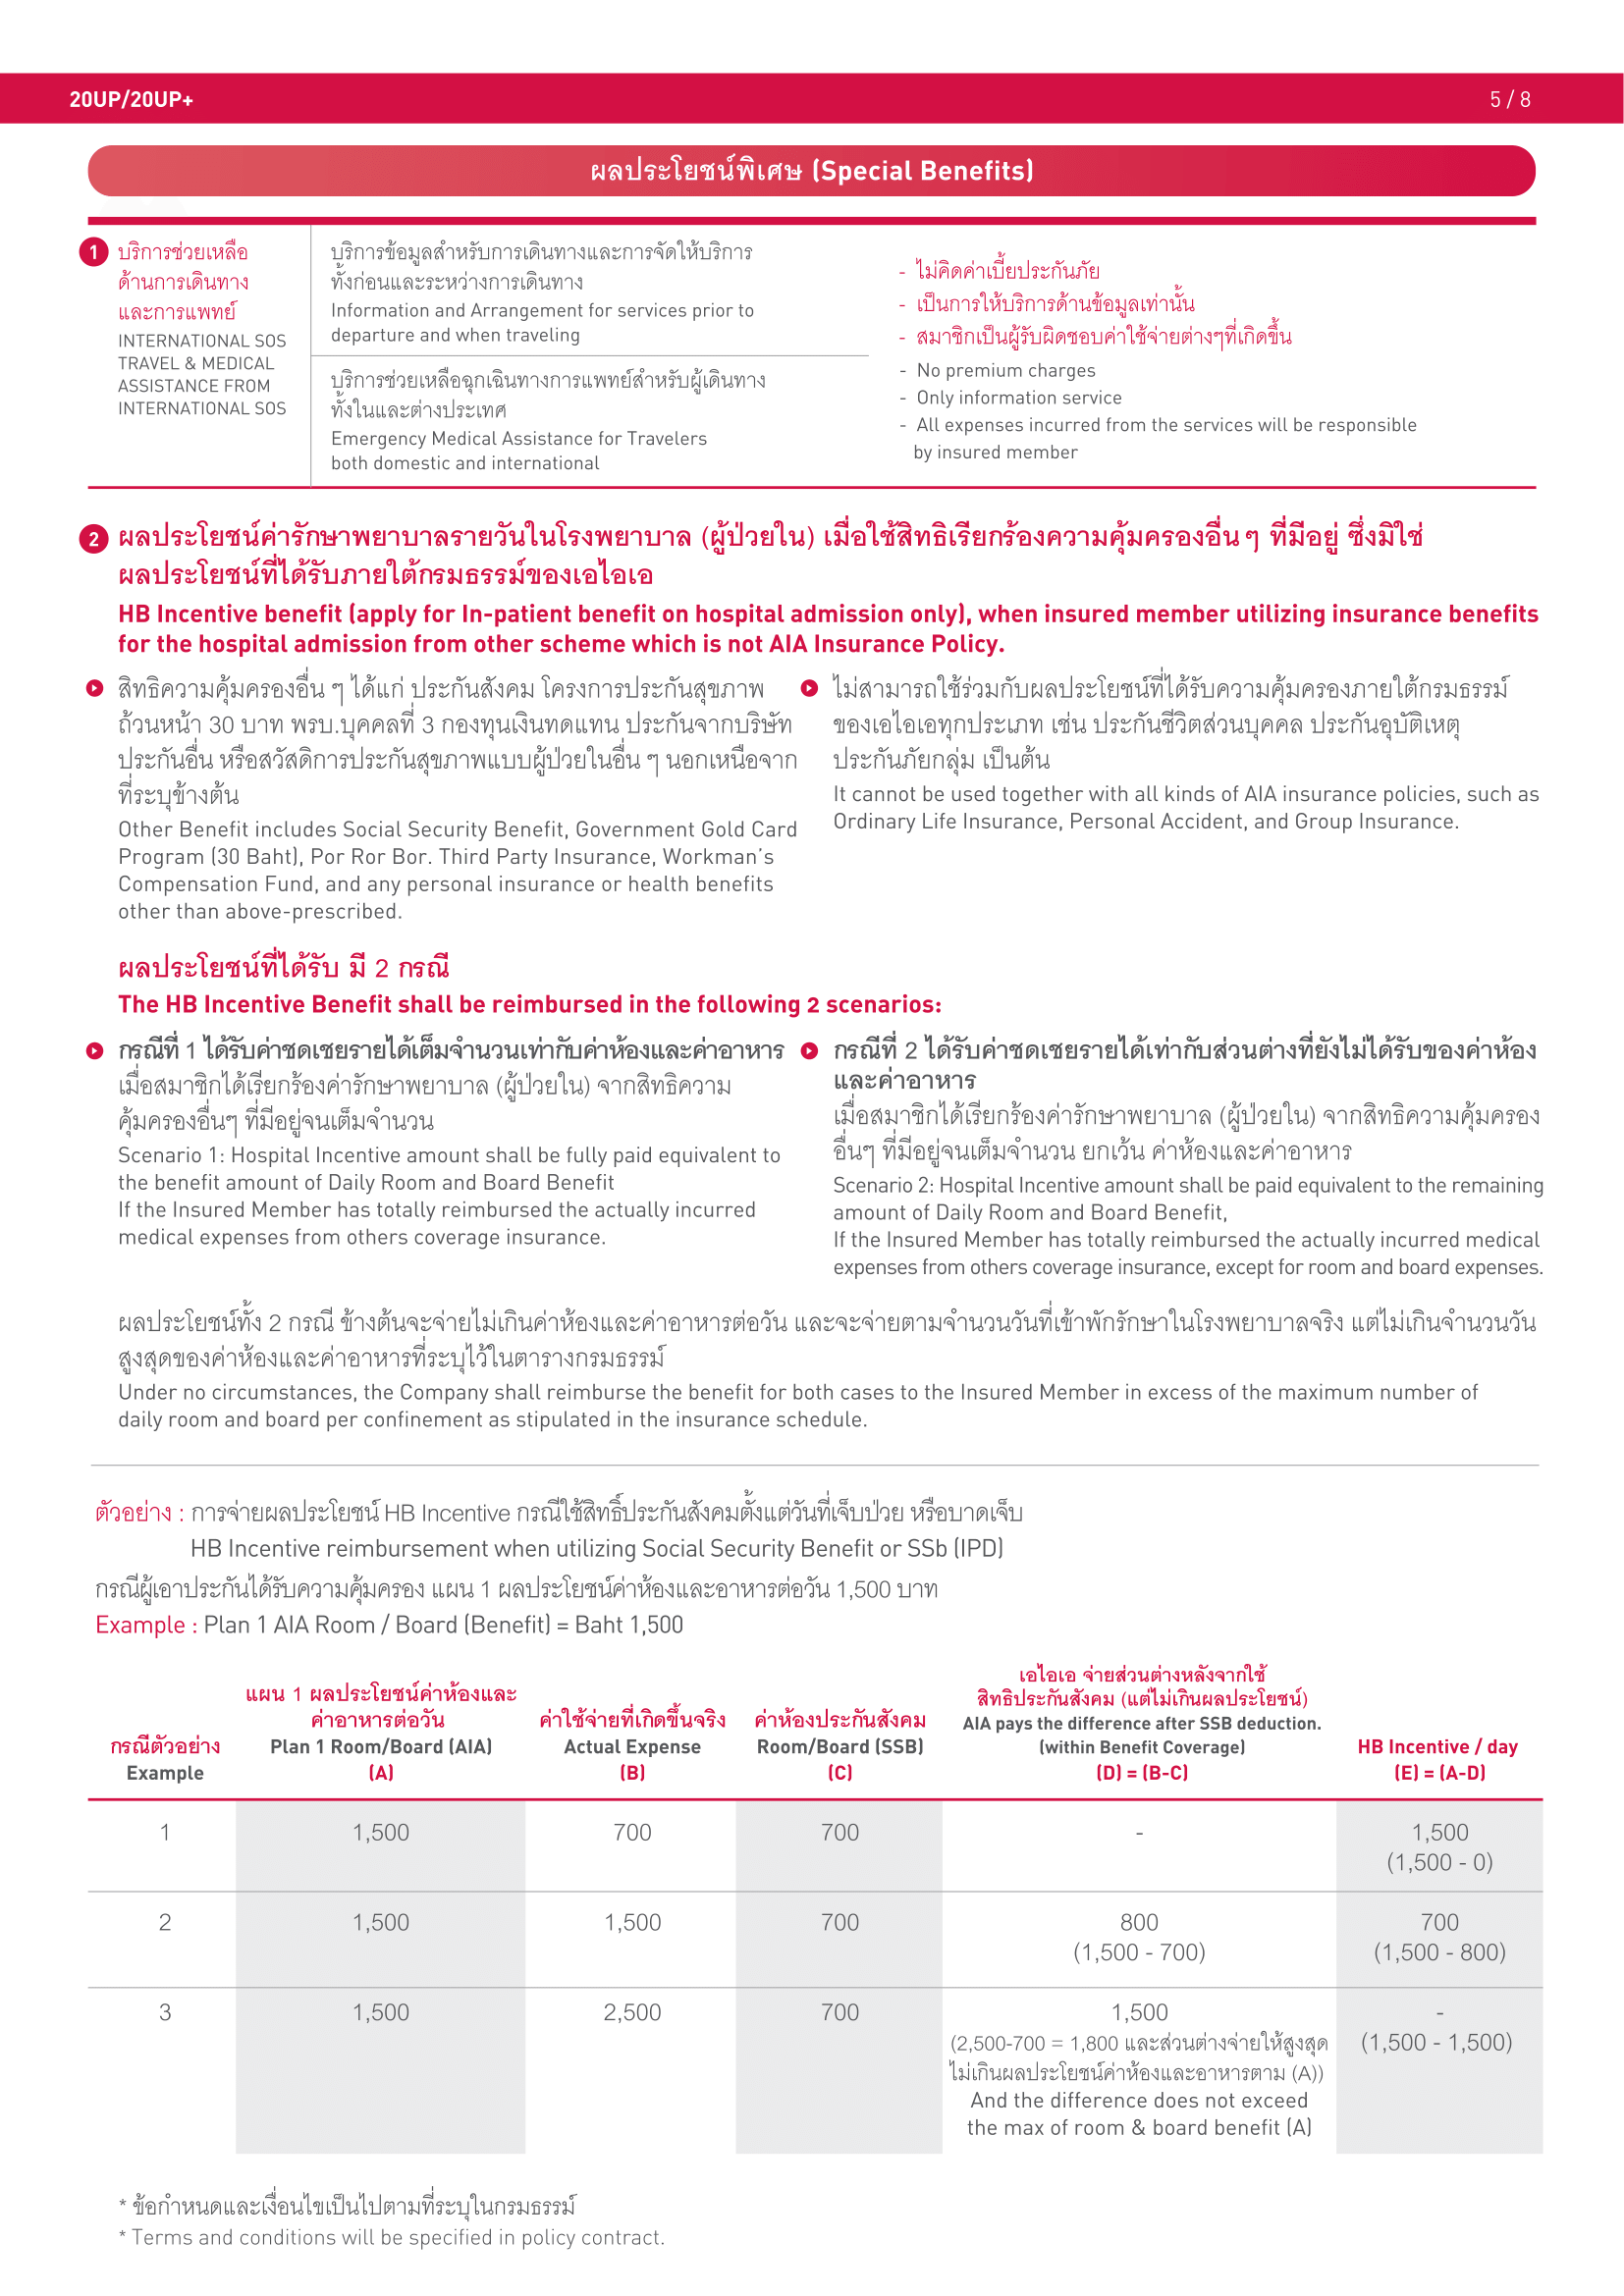 20UP/20UP+
5 / 8
ผลประโยชน์พิเศษ (Special Benefits)
1 บริการช่วยเหลือ
ด้านการเดินทาง
และการแพทย์
INTERNATIONAL SOS
TRAVEL & MEDICAL
ASSISTANCE FROM
INTERNATIONAL SOS
บริการข้อมูลสำหรับการเดินทางและการจัดให้บริการ
ทั้งก่อนและระหว่างการเดินทาง
Information and Arrangement for services prior to
departure and when traveling
บริการช่วยเหลือฉุกเฉินทางการแพทย์สำหรับผู้เดินทาง
ทั้งในและต่างประเทศ
Emergency Medical Assistance for Travelers
both domestic and international
- ไม่คิดค่าเบี้ยประกันภัย
- เป็นการให้บริการด้านข้อมูลเท่านั้น
- สมาชิกเป็นผู้รับผิดชอบค่าใช้จ่ายต่างๆที่เกิดขึ้น
- No premium charges
- Only information service
- All expenses incurred from the services will be responsible
by insured member
2 ผลประโยชน์ค่ารักษาพยาบาลรายวันในโรงพยาบาล (ผู้ป่วยใน) เมื่อใช้สิทธิเรียกร้องความคุ้มครองอื่น ๆ ที่มีอยู่ ซึ่งมิใช่
ผลประโยชน์ที่ได้รับภายใต้กรมธรรม์ของเอไอเอ
HB Incentive benefit (apply for In-patient benefit on hospital admission only), when insured member utilizing insurance benefits
for the hospital admission from other scheme which is not AIA Insurance Policy.
สิทธิความคุ้มครองอื่น ๆ ได้แก่ ประกันสังคม โครงการประกันสุขภาพ
ถ้วนหน้า 30 บาท พรบ.บุคคลที่ 3 กองทุนเงินทดแทน ประกันจากบริษัท
ประกันอื่น หรือสวัสดิการประกันสุขภาพแบบผู้ป่วยในอื่น ๆ นอกเหนือจาก
ที่ระบุข้างต้น
Other Benefit includes Social Security Benefit, Government Gold Card
Program (30 Baht), Por Ror Bor. Third Party Insurance, Workman's
Compensation Fund, and any personal insurance or health benefits
other than above-prescribed.
ไม่สามารถใช้ร่วมกับผลประโยชน์ที่ได้รับความคุ้มครองภายใต้กรมธรรม์
ของเอไอเอทุกประเภท เช่น ประกันชีวิตส่วนบุคคล ประกันอุบัติเหตุ
ประกันภัยกลุ่ม เป็นต้น
It cannot be used together with all kinds of AIA insurance policies, such as
Ordinary Life Insurance, Personal Accident, and Group Insurance.
ผลประโยชน์ที่ได้รับ มี 2 กรณี
The HB Incentive Benefit shall be reimbursed in the following 2 scenarios:
กรณีที่ 1 ได้รับค่าชดเชยรายได้เต็มจำนวนเท่ากับค่าห้องและค่าอาหาร
เมื่อสมาชิกได้เรียกร้องค่ารักษาพยาบาล (ผู้ป่วยใน) จากสิทธิความ
คุ้มครองอื่นๆ ที่มีอยู่จนเต็มจำนวน
Scenario 1: Hospital Incentive amount shall be fully paid equivalent to
the benefit amount of Daily Room and Board Benefit
If the Insured Member has totally reimbursed the actually incurred
medical expenses from others coverage insurance.
กรณีที่ 2 ได้รับค่าชดเชยรายได้เท่ากับส่วนต่างที่ยังไม่ได้รับของค่าห้อง
และค่าอาหาร
เมื่อสมาชิกได้เรียกร้องค่ารักษาพยาบาล (ผู้ป่วยใน) จากสิทธิความคุ้มครอง
อื่นๆ ที่มีอยู่จนเต็มจำนวน ยกเว้น ค่าห้องและค่าอาหาร
Scenario 2: Hospital Incentive amount shall be paid equivalent to the remaining
amount of Daily Room and Board Benefit,
If the Insured Member has totally reimbursed the actually incurred medical
expenses from others coverage insurance, except for room and board expenses.
ผลประโยชน์ทั้ง 2 กรณี ข้างต้นจะจ่ายไม่เกินค่าห้องและค่าอาหารต่อวัน และจะจ่ายตามจำนวนวันที่เข้าพักรักษาในโรงพยาบาลจริง แต่ไม่เกินจำนวนวัน
สูงสุดของค่าห้องและค่าอาหารที่ระบุไว้ในตารางกรมธรรม์
Under no circumstances, the Company shall reimburse the benefit for both cases to the Insured Member in excess of the maximum number of
daily room and board per confinement as stipulated in the insurance schedule.
ตัวอย่าง : การจ่ายผลประโยชน์ HB Incentive กรณีใช้สิทธิ์ประกันสังคมตั้งแต่วันที่เจ็บป่วย หรือบาดเจ็บ
HB Incentive reimbursement when utilizing Social Security Benefit or SSb (IPD)
กรณีผู้เอาประกันได้รับความคุ้มครอง แผน 1 ผลประโยชน์ค่าห้องและอาหารต่อวัน 1,500 บาท
Example : Plan 1 AIA Room / Board (Benefit) = Baht 1,500
กรณีตัวอย่าง
Example
แผน 1 ผลประโยชน์ค่าห้องและ
ค่าอาหารต่อวัน
Plan 1 Room/Board (AIA)
(A)
ค่าใช้จ่ายที่เกิดขึ้นจริง
Actual Expense
(B)
ค่าห้องประกันสังคม
Room/Board (SSB)
(C)
เอไอเอ จ่ายส่วนต่างหลังจากใช้
สิทธิประกันสังคม (แต่ไม่เกินผลประโยชน์)
AIA pays the difference after SSB deduction.
(within Benefit Coverage)
(D) = (B-C)
HB Incentive / day
(E) = (A-D)
1 1,500 700 700 - 1,500
(1,500 - 0)
2 1,500 1,500 700 800 700
(1,500 - 700) (1,500 - 800)
3 1,500 2,500 700 1,500 -
(2,500-700 = 1,800 และส่วนต่างจ่ายให้สูงสุด (1,500 - 1,500)
ไม่เกินผลประโยชน์ค่าห้องและอาหารตาม (A))
And the difference does not exceed
the max of room & board benefit (A)
* ข้อกำหนดและเงื่อนไขเป็นไปตามที่ระบุในกรมธรรม์
* Terms and conditions will be specified in policy contract.